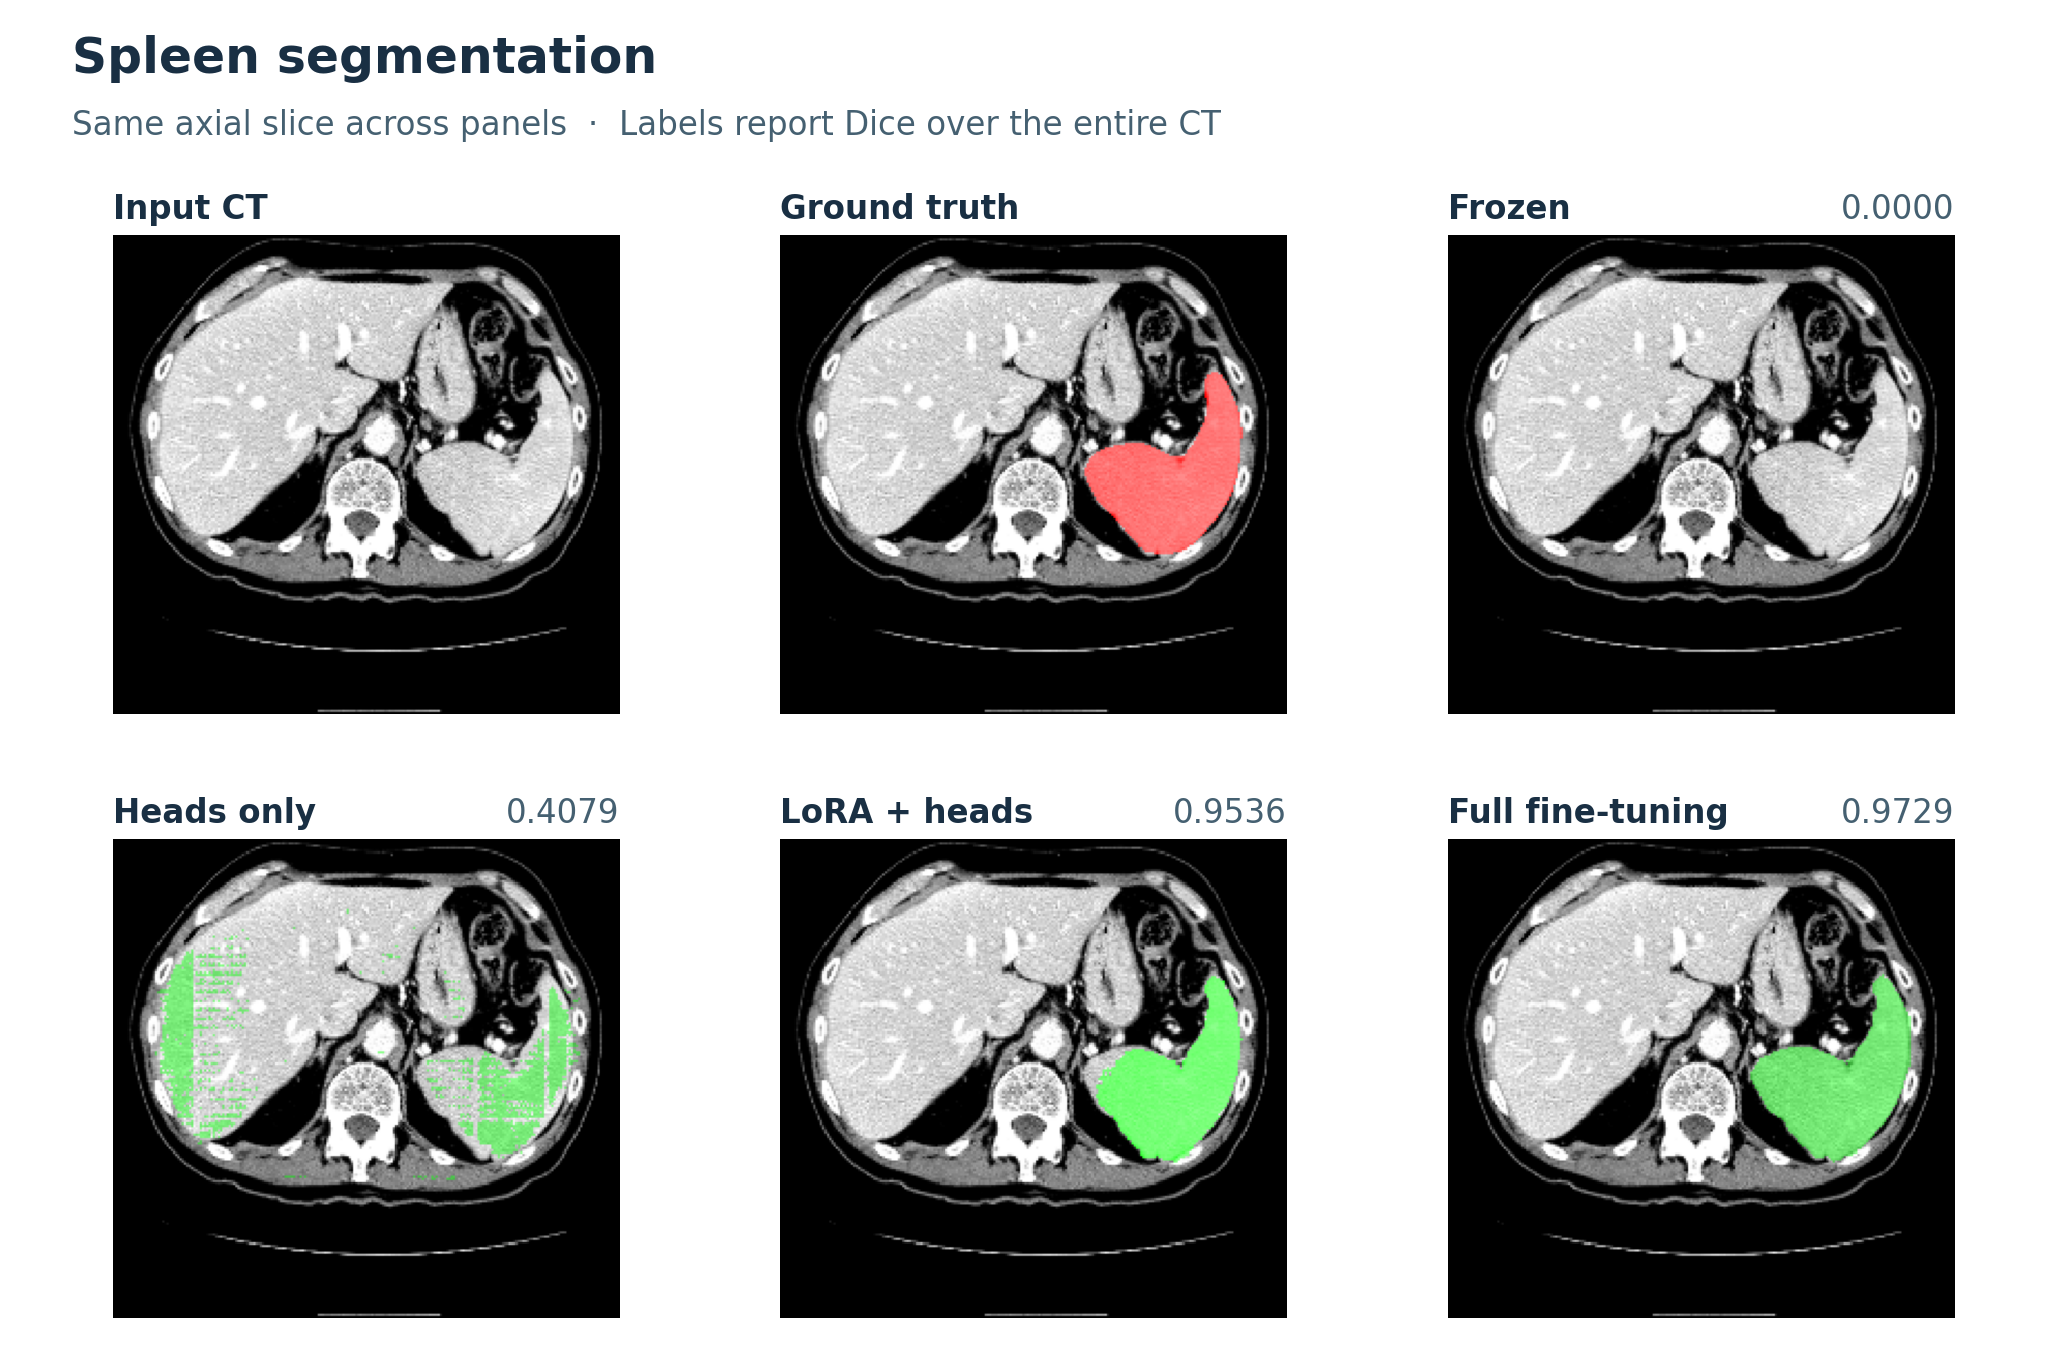 Spleen segmentation
Same axial slice across panels · Labels report Dice over the entire CT
Input CT
Ground truth
Frozen 0.0000
Heads only 0.4079
LoRA + heads 0.9536
Full fine-tuning 0.9729